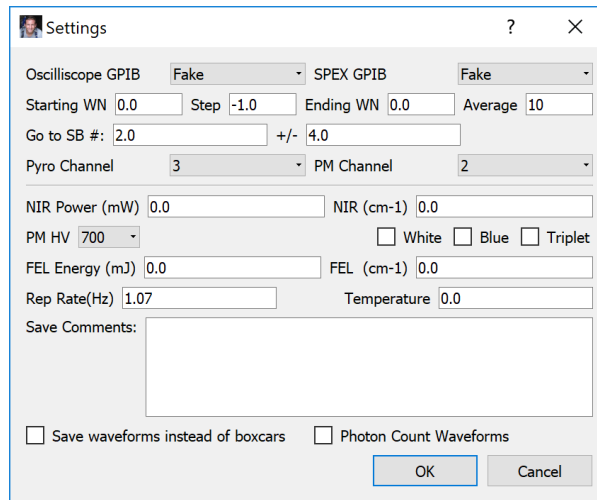 Settings ?
Oscilliscope GPIB Fake SPEX GPIB Fake
Starting WN 0.0 Step -1.0 Ending WN 0.0 Average 10
Go to SB #: 2.0 +/- 4.0
Pyro Channel 3 PM Channel 2
NIR Power (mW) 0.0 NIR (cm-1) 0.0
PM HV 700 White Blue Triplet
FEL Energy (mJ) 0.0 FEL (cm-1) 0.0
Rep Rate(Hz) 1.07 Temperature 0.0
Save Comments:
Save waveforms instead of boxcars Photon Count Waveforms
OK Cancel